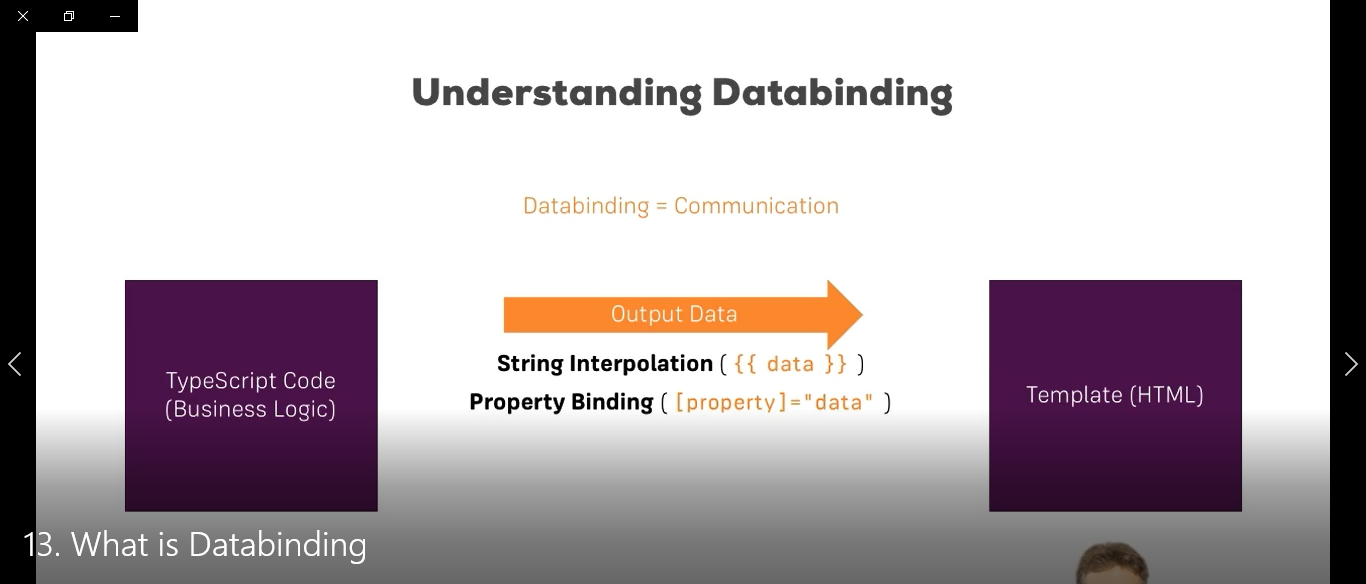 Understanding Databinding
Databinding = Communication
Output Data
String Interpolation ( {{ data }} )
Property Binding ( [property]="data" )
TypeScript Code
(Business Logic)
Template (HTML)
13. What is Databinding